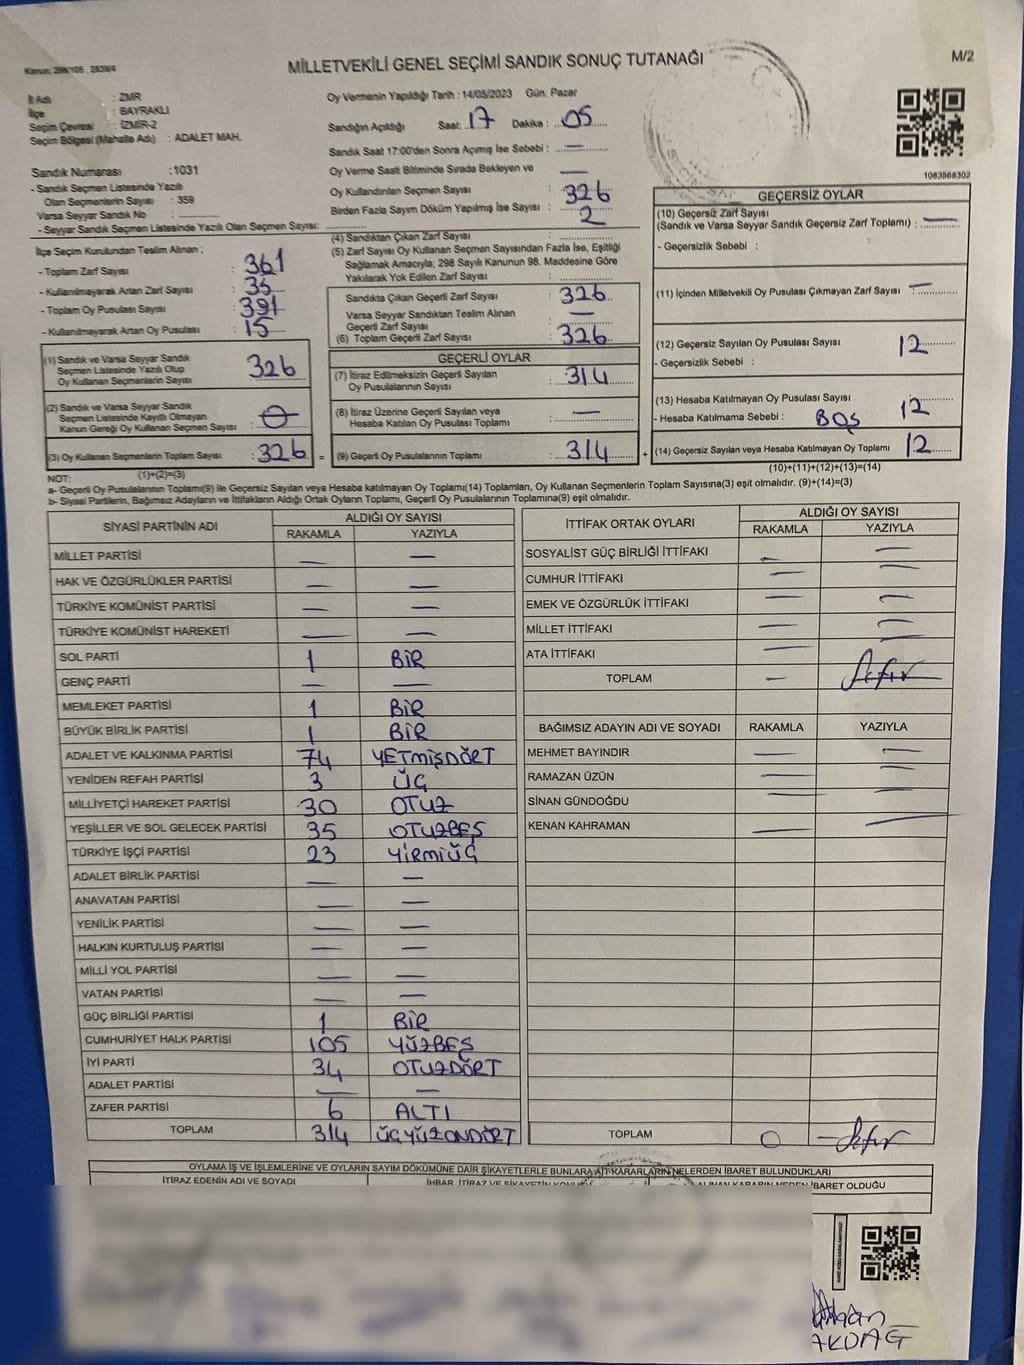 Kanun: 298/105 , 2839/4
MİLLETVEKİLİ GENEL SEÇİMİ SANDIK SONUÇ TUTANAĞI
M/2
İl Adı : İZMİR
İlçe : BAYRAKLI
Seçim Çevresi : İZMİR-2
Seçim Bölgesi (Mahalle Adı) : ADALET MAH.
Sandık Numarası : 1031
- Sandık Seçmen Listesinde Yazılı
Olan Seçmenlerin Sayısı : 359
Varsa Seyyar Sandık No : ..............
- Seyyar Sandık Seçmen Listesinde Yazılı Olan Seçmen Sayısı: ..............
Oy Vermenin Yapıldığı Tarih : 14/05/2023 Gün: Pazar
Sandığın Açıldığı Saat: 17 Dakika : 05
Sandık Saat 17:00'den Sonra Açılmış İse Sebebi : —
Oy Verme Saati Bitiminde Sırada Bekleyen ve —
Oy Kullandırılan Seçmen Sayısı : 326
Birden Fazla Sayım Döküm Yapılmış İse Sayısı : 2
1083868302
İlçe Seçim Kurulundan Teslim Alınan ;
- Toplam Zarf Sayısı : 361
- Kullanılmayarak Artan Zarf Sayısı : 35
- Toplam Oy Pusulası Sayısı : 391
- Kullanılmayarak Artan Oy Pusulası : 15
(1) Sandık ve Varsa Seyyar Sandık
Seçmen Listesinde Yazılı Olup
Oy Kullanan Seçmenlerin Sayısı : 326
(2) Sandık ve Varsa Seyyar Sandık
Seçmen Listesinde Kayıtlı Olmayan
Kanun Gereği Oy Kullanan Seçmen Sayısı : 0
(3) Oy Kullanan Seçmenlerin Toplam Sayısı : 326 =
(1)+(2)=(3)
(4) Sandıktan Çıkan Zarf Sayısı : ..............
(5) Zarf Sayısı Oy Kullanan Seçmen Sayısından Fazla İse, Eşitliği
Sağlamak Amacıyla; 298 Sayılı Kanunun 98. Maddesine Göre
Yakılarak Yok Edilen Zarf Sayısı : ..............
Sandıkta Çıkan Geçerli Zarf Sayısı : 326
Varsa Seyyar Sandıktan Teslim Alınan
Geçerli Zarf Sayısı : —
(6) Toplam Geçerli Zarf Sayısı : 326
GEÇERLİ OYLAR
(7) İtiraz Edilmeksizin Geçerli Sayılan
Oy Pusulalarının Sayısı : 314
(8) İtiraz Üzerine Geçerli Sayılan veya
Hesaba Katılan Oy Pusulası Toplamı : —
(9) Geçerli Oy Pusulalarının Toplamı : 314 +
GEÇERSİZ OYLAR
(10) Geçersiz Zarf Sayısı
(Sandık ve Varsa Seyyar Sandık Geçersiz Zarf Toplamı) : —
- Geçersizlik Sebebi :
(11) İçinden Milletvekili Oy Pusulası Çıkmayan Zarf Sayısı —
(12) Geçersiz Sayılan Oy Pusulası Sayısı 12
- Geçersizlik Sebebi :
(13) Hesaba Katılmayan Oy Pusulası Sayısı
- Hesaba Katılmama Sebebi : BOŞ 12
(14) Geçersiz Sayılan veya Hesaba Katılmayan Oy Toplamı 12
(10)+(11)+(12)+(13)=(14)
NOT:
a- Geçerli Oy Pusulalarının Toplamı(9) ile Geçersiz Sayılan veya Hesaba katılmayan Oy Toplamı(14) Toplamları, Oy Kullanan Seçmenlerin Toplam Sayısına(3) eşit olmalıdır. (9)+(14)=(3)
b- Siyasi Partilerin, Bağımsız Adayların ve İttifakların Aldığı Ortak Oyların Toplamı, Geçerli Oy Pusulalarının Toplamına(9) eşit olmalıdır.
SİYASİ PARTİNİN ADI ALDIĞI OY SAYISI
RAKAMLA YAZIYLA
MİLLET PARTİSİ — —
HAK VE ÖZGÜRLÜKLER PARTİSİ — —
TÜRKİYE KOMÜNİST PARTİSİ — —
TÜRKİYE KOMÜNİST HAREKETİ — —
SOL PARTİ 1 BİR
GENÇ PARTİ — —
MEMLEKET PARTİSİ 1 BİR
BÜYÜK BİRLİK PARTİSİ 1 BİR
ADALET VE KALKINMA PARTİSİ 74 YETMİŞDÖRT
YENİDEN REFAH PARTİSİ 3 ÜÇ
MİLLİYETÇİ HAREKET PARTİSİ 30 OTUZ
YEŞİLLER VE SOL GELECEK PARTİSİ 35 OTUZBEŞ
TÜRKİYE İŞÇİ PARTİSİ 23 YİRMİÜÇ
ADALET BİRLİK PARTİSİ — —
ANAVATAN PARTİSİ — —
YENİLİK PARTİSİ — —
HALKIN KURTULUŞ PARTİSİ — —
MİLLİ YOL PARTİSİ — —
VATAN PARTİSİ — —
GÜÇ BİRLİĞİ PARTİSİ 1 BİR
CUMHURİYET HALK PARTİSİ 105 YÜZBEŞ
İYİ PARTİ 34 OTUZDÖRT
ADALET PARTİSİ — —
ZAFER PARTİSİ 6 ALTI
TOPLAM 314 ÜÇYÜZONDÖRT
İTTİFAK ORTAK OYLARI ALDIĞI OY SAYISI
RAKAMLA YAZIYLA
SOSYALİST GÜÇ BİRLİĞİ İTTİFAKI — —
CUMHUR İTTİFAKI — —
EMEK VE ÖZGÜRLÜK İTTİFAKI — —
MİLLET İTTİFAKI — —
ATA İTTİFAKI —
TOPLAM — Sıfır
BAĞIMSIZ ADAYIN ADI VE SOYADI RAKAMLA YAZIYLA
MEHMET BAYINDIR — —
RAMAZAN ÜZÜN — —
SİNAN GÜNDOĞDU — —
KENAN KAHRAMAN — —
TOPLAM 0 Sıfır
OYLAMA İŞ VE İŞLEMLERİNE VE OYLARIN SAYIM DÖKÜMÜNE DAİR ŞİKAYETLERLE BUNLARA AİT KARARLARIN NELERDEN İBARET BULUNDUKLARI
İTİRAZ EDENİN ADI VE SOYADI İHBAR, İTİRAZ VE ŞİKAYETİN KONUSU ALINAN KARARIN NEDEN İBARET OLDUĞU
AKDAĞ